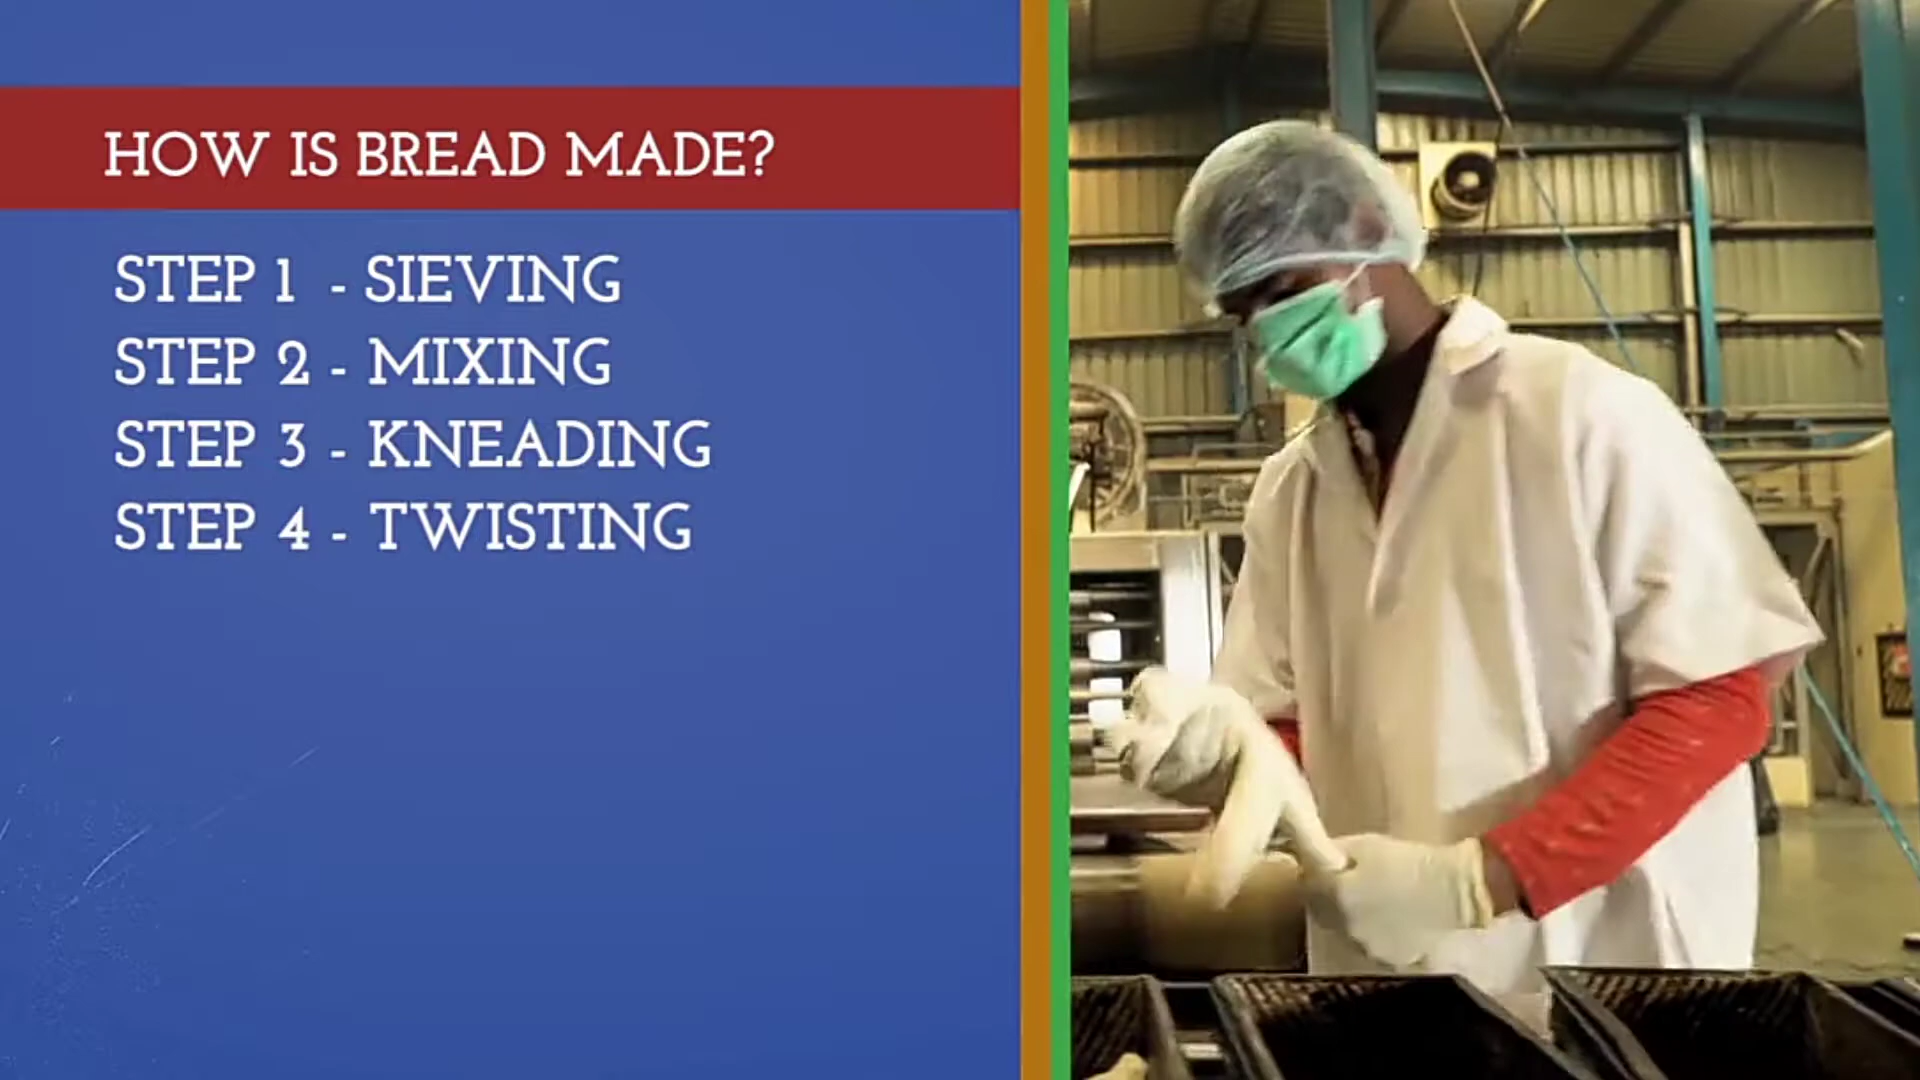 HOW IS BREAD MADE?
STEP 1 - SIEVING
STEP 2 - MIXING
STEP 3 - KNEADING
STEP 4 - TWISTING